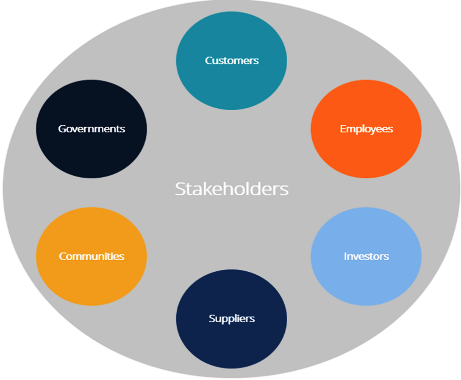 Customers
Governments
Employees
Stakeholders
Communities
Investors
Suppliers